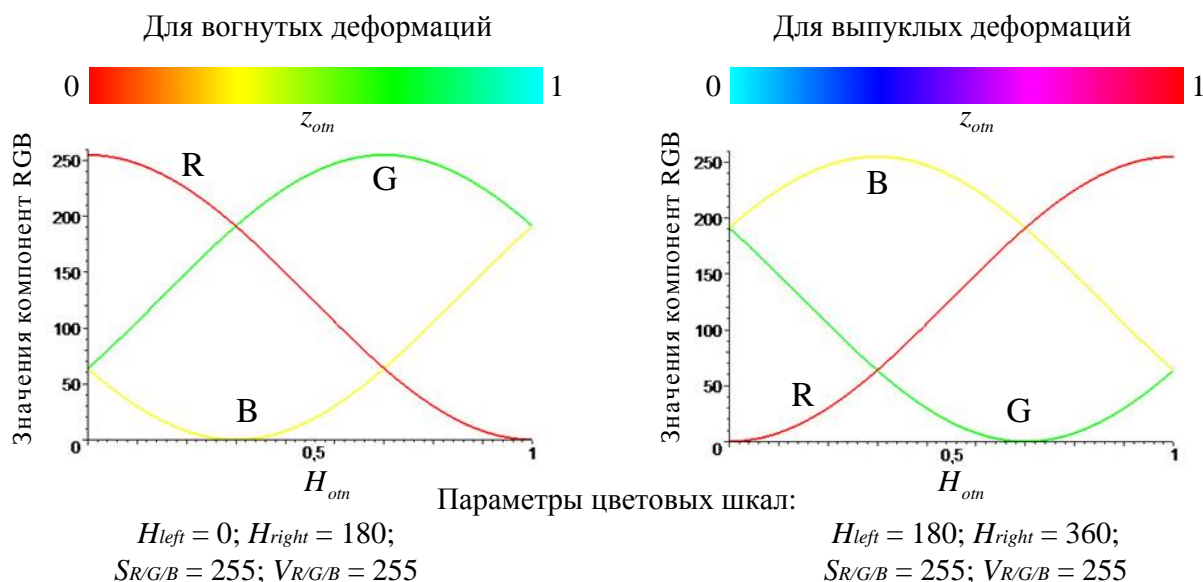 Для вогнутых деформаций
0 1
z_otn
Значения компонент RGB
250
200
150
100
50
0
0,5
1
R
G
B
H_otn
Для выпуклых деформаций
0 1
z_otn
Значения компонент RGB
250
200
150
100
50
0
0,5
1
B
R
G
H_otn
Параметры цветовых шкал:
H_left = 0; H_right = 180;
S_R/G/B = 255; V_R/G/B = 255
H_left = 180; H_right = 360;
S_R/G/B = 255; V_R/G/B = 255